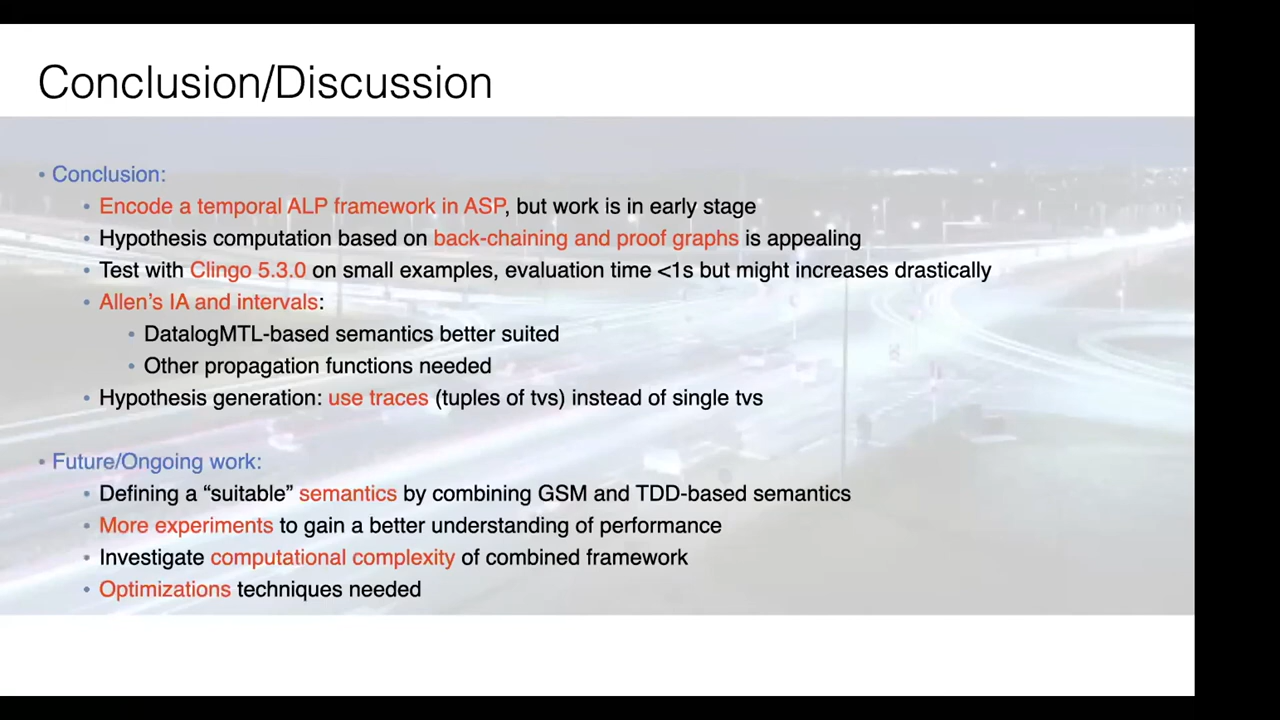 Conclusion/Discussion
• Conclusion:
• Encode a temporal ALP framework in ASP, but work is in early stage
• Hypothesis computation based on back-chaining and proof graphs is appealing
• Test with Clingo 5.3.0 on small examples, evaluation time <1s but might increases drastically
• Allen's IA and intervals:
• DatalogMTL-based semantics better suited
• Other propagation functions needed
• Hypothesis generation: use traces (tuples of tvs) instead of single tvs
• Future/Ongoing work:
• Defining a “suitable” semantics by combining GSM and TDD-based semantics
• More experiments to gain a better understanding of performance
• Investigate computational complexity of combined framework
• Optimizations techniques needed